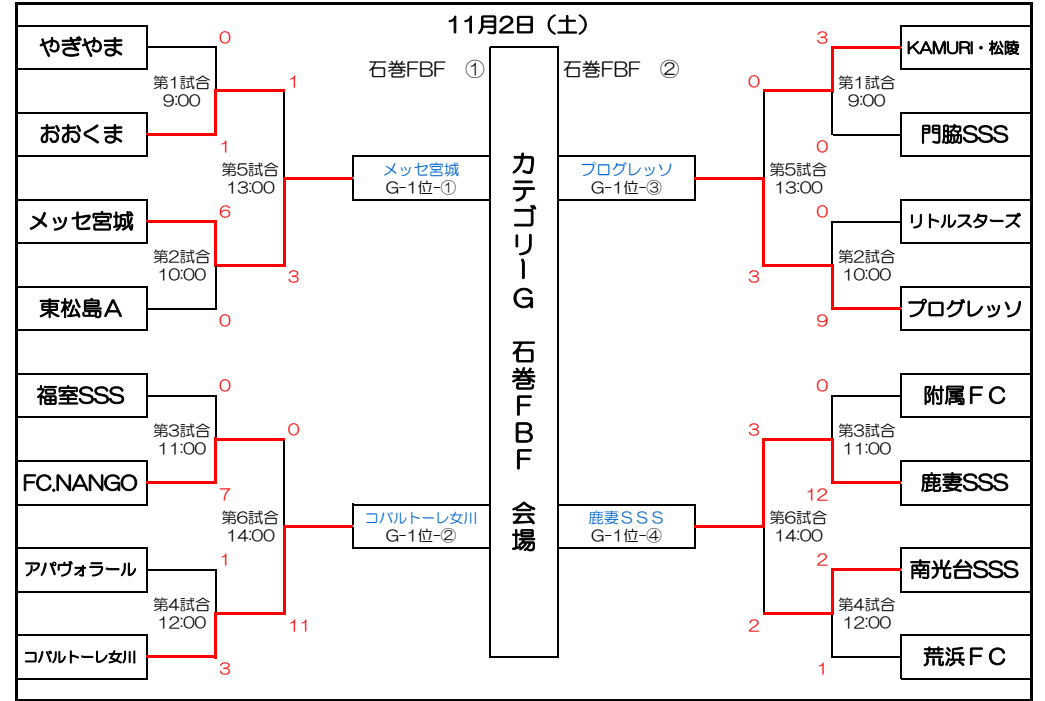 11月2日（土）
石巻FBF ①
石巻FBF ②
カテゴリーG 石巻FBF 会場
やぎやま
0
第1試合
9:00
1
おおくま
1
第5試合
13:00
メッセ宮城
G-1位-①
メッセ宮城
6
第2試合
10:00
3
東松島A
0
福室SSS
0
第3試合
11:00
0
FC.NANGO
7
第6試合
14:00
コバルトーレ女川
G-1位-②
アパヴォラール
1
第4試合
12:00
11
コバルトーレ女川
3
3
KAMURI・松陵
0
第1試合
9:00
0
門脇SSS
プログレッソ
G-1位-③
第5試合
13:00
0
リトルスターズ
3
第2試合
10:00
9
プログレッソ
0
附属FC
3
第3試合
11:00
12
鹿妻SSS
鹿妻SSS
G-1位-④
第6試合
14:00
2
南光台SSS
2
第4試合
12:00
1
荒浜FC